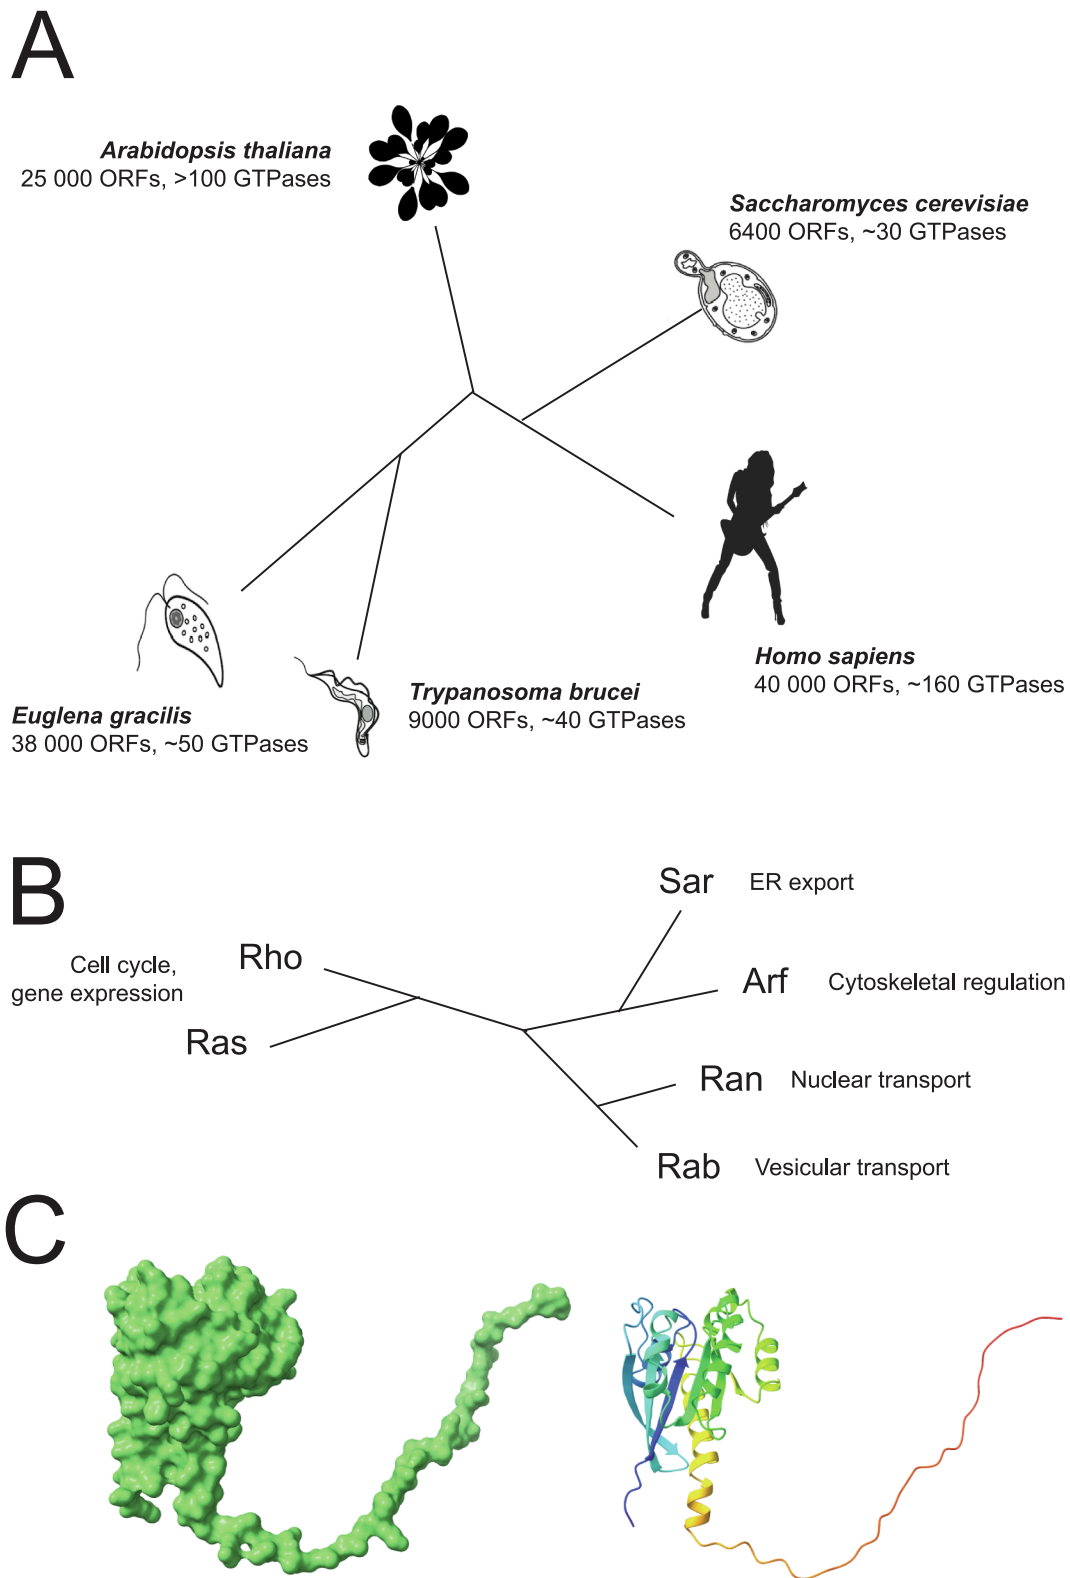 A
Arabidopsis thaliana
25 000 ORFs, >100 GTPases
Saccharomyces cerevisiae
6400 ORFs, ~30 GTPases
Homo sapiens
40 000 ORFs, ~160 GTPases
Trypanosoma brucei
9000 ORFs, ~40 GTPases
Euglena gracilis
38 000 ORFs, ~50 GTPases
B
Sar ER export
Rho
Cell cycle,
gene expression
Arf Cytoskeletal regulation
Ras
Ran Nuclear transport
Rab Vesicular transport
C